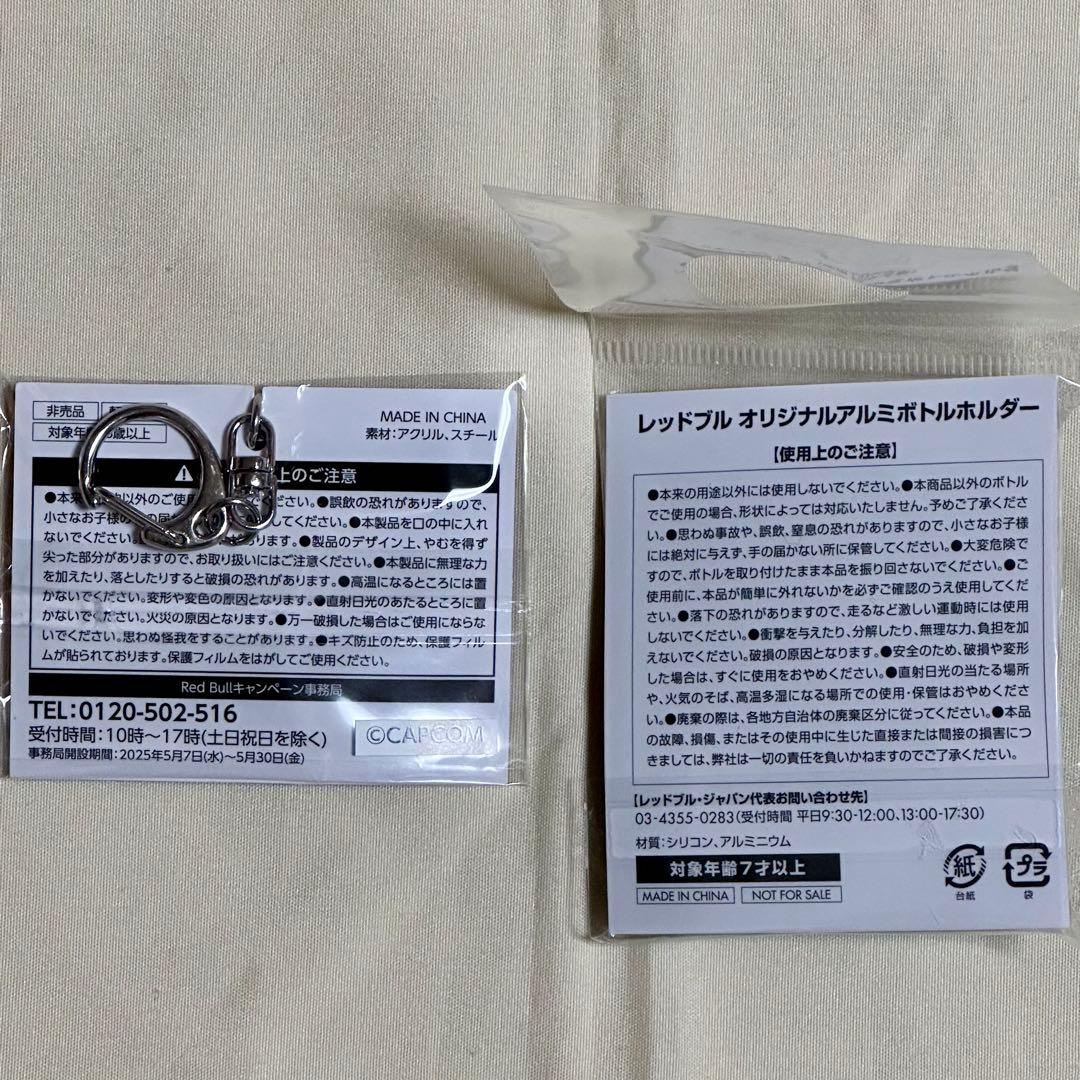 非売品
対象年 歳以上
MADE IN CHINA
素材:アクリル、スチール
上のご注意
●本来 以外のご使 ください。●誤飲の恐れがありますので、
小さなお子様の してください。●本製品を口の中に入れ
ないでください。 あります。●製品のデザイン上、やむを得ず
尖った部分がありますので、お取り扱いにはご注意ください。●本製品に無理な力
を加えたり、落としたりすると破損の恐れがあります。●高温になるところには置
かないでください。変形や変色の原因となります。●直射日光のあたるところに置
かないでください。火災の原因となります。●万一破損した場合はご使用にならな
いでください。思わぬ怪我をすることがあります。●キズ防止のため、保護フィル
ムが貼られております。保護フィルムをはがしてご使用ください。
Red Bullキャンペーン事務局
TEL:0120-502-516
受付時間:10時〜17時(土日祝日を除く)
事務局開設期間:2025年5月7日(水)〜5月30日(金)
©CAPCOM
レッドブル オリジナルアルミボトルホルダー
【使用上のご注意】
●本来の用途以外には使用しないでください。●本商品以外のボトル
でご使用の場合、形状によっては対応いたしません。予めご了承くださ
い。●思わぬ事故や、誤飲、窒息の恐れがありますので、小さなお子様
には絶対に与えず、手の届かない所に保管してください。●大変危険で
すので、ボトルを取り付けたまま本品を振り回さないでください。●ご
使用前に、本品が簡単に外れないかを必ずご確認のうえ使用してくだ
さい。●落下の恐れがありますので、走るなど激しい運動時には使用
しないでください。●衝撃を与えたり、分解したり、無理な力、負担を加
えないでください。破損の原因となります。●安全のため、破損や変形
した場合は、すぐに使用をおやめください。●直射日光の当たる場所
や、火気のそば、高温多湿になる場所での使用・保管はおやめくださ
い。●廃棄の際は、各地方自治体の廃棄区分に従ってください。●本品
の故障、損傷、またはその使用中に生じた直接または間接の損害につ
きましては、弊社は一切の責任を負いかねますのでご了承ください。
【レッドブル・ジャパン代表お問い合わせ先】
03-4355-0283(受付時間 平日9:30-12:00、13:00-17:30)
材質:シリコン、アルミニウム
対象年齢7才以上
MADE IN CHINA
NOT FOR SALE
紙
台紙
プラ
袋